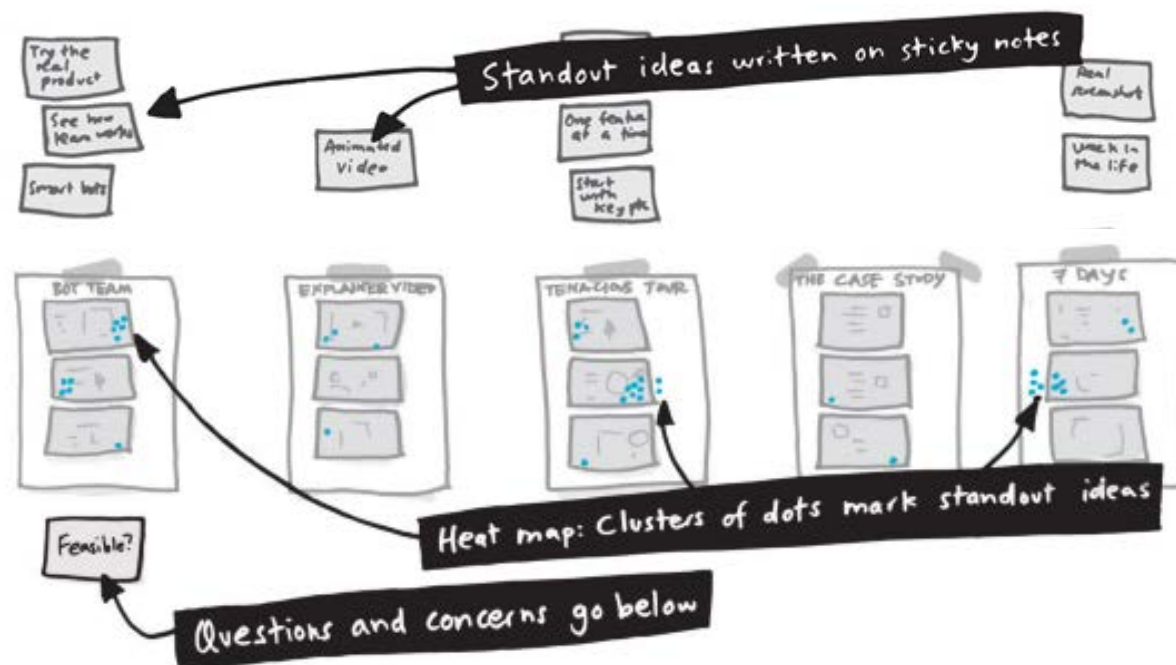 Standout ideas written on sticky notes
Try the
real
product
See how
team works
Smart bots
Animated
video
One feature
at a time
Start
with
key pts
Real
screenshot
Week in
the life
BOT TEAM
EXPLAINER VIDEO
TENACIOUS TOUR
THE CASE STUDY
7 DAYS
Heat map: Clusters of dots mark standout ideas
Feasible?
Questions and concerns go below